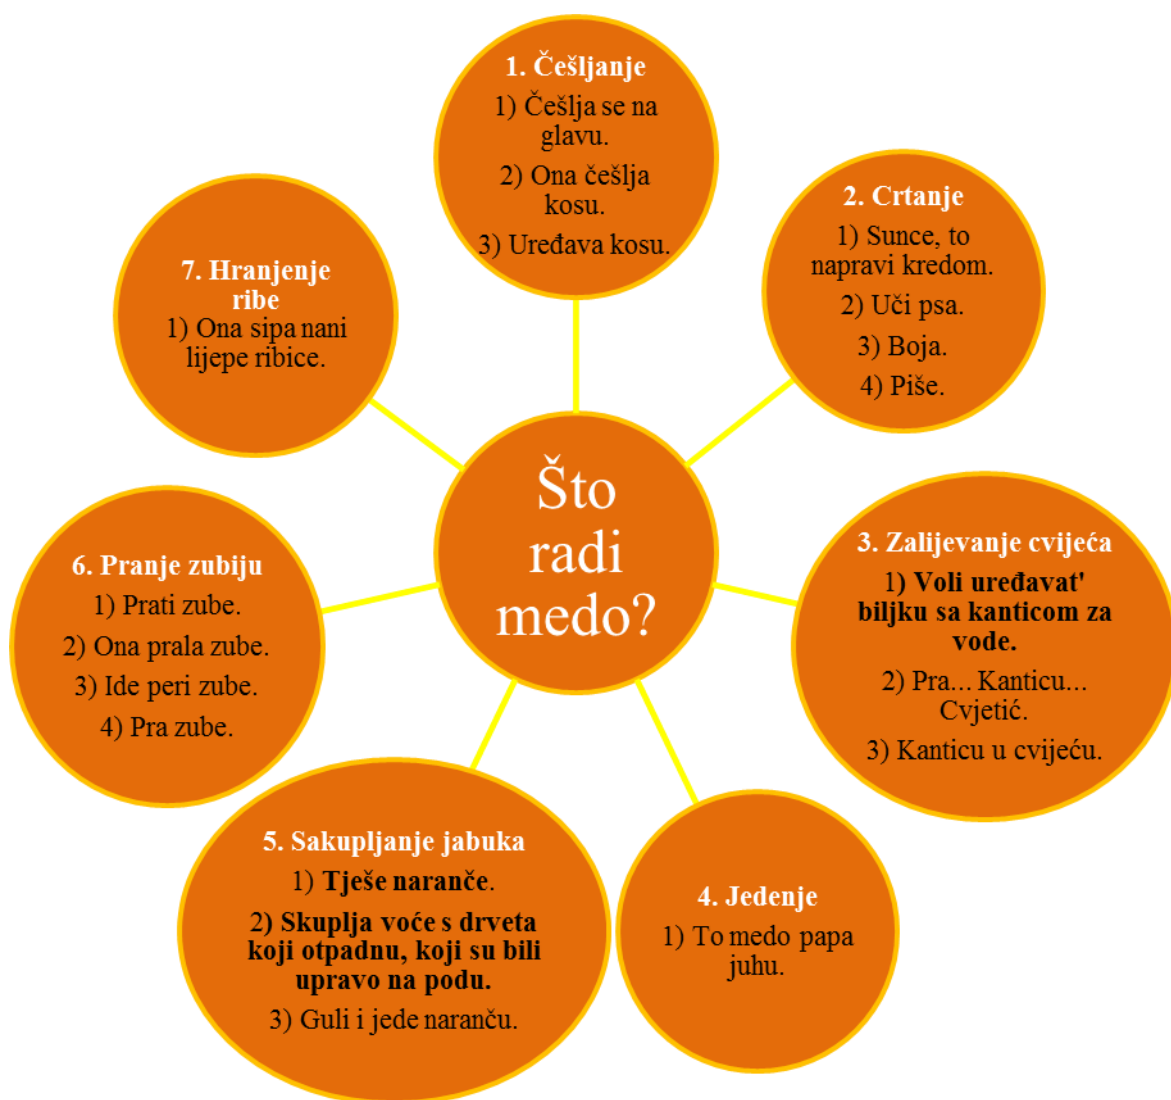 1. Češljanje
1) Češlja se na
glavu.
2) Ona češlja
kosu.
3) Uređava kosu.
2. Crtanje
1) Sunce, to
napravi kredom.
2) Uči psa.
3) Boja.
4) Piše.
3. Zalijevanje cvijeća
1) Voli uređavat'
biljku sa kanticom za
vode.
2) Pra... Kanticu...
Cvjetić.
3) Kanticu u cvijeću.
4. Jedenje
1) To medo papa
juhu.
5. Sakupljanje jabuka
1) Tješe naranče.
2) Skuplja voće s drveta
koji otpadnu, koji su bili
upravo na podu.
3) Guli i jede naranču.
6. Pranje zubiju
1) Prati zube.
2) Ona prala zube.
3) Ide peri zube.
4) Pra zube.
7. Hranjenje
ribe
1) Ona sipa nani
lijepe ribice.
Što
radi
medo?